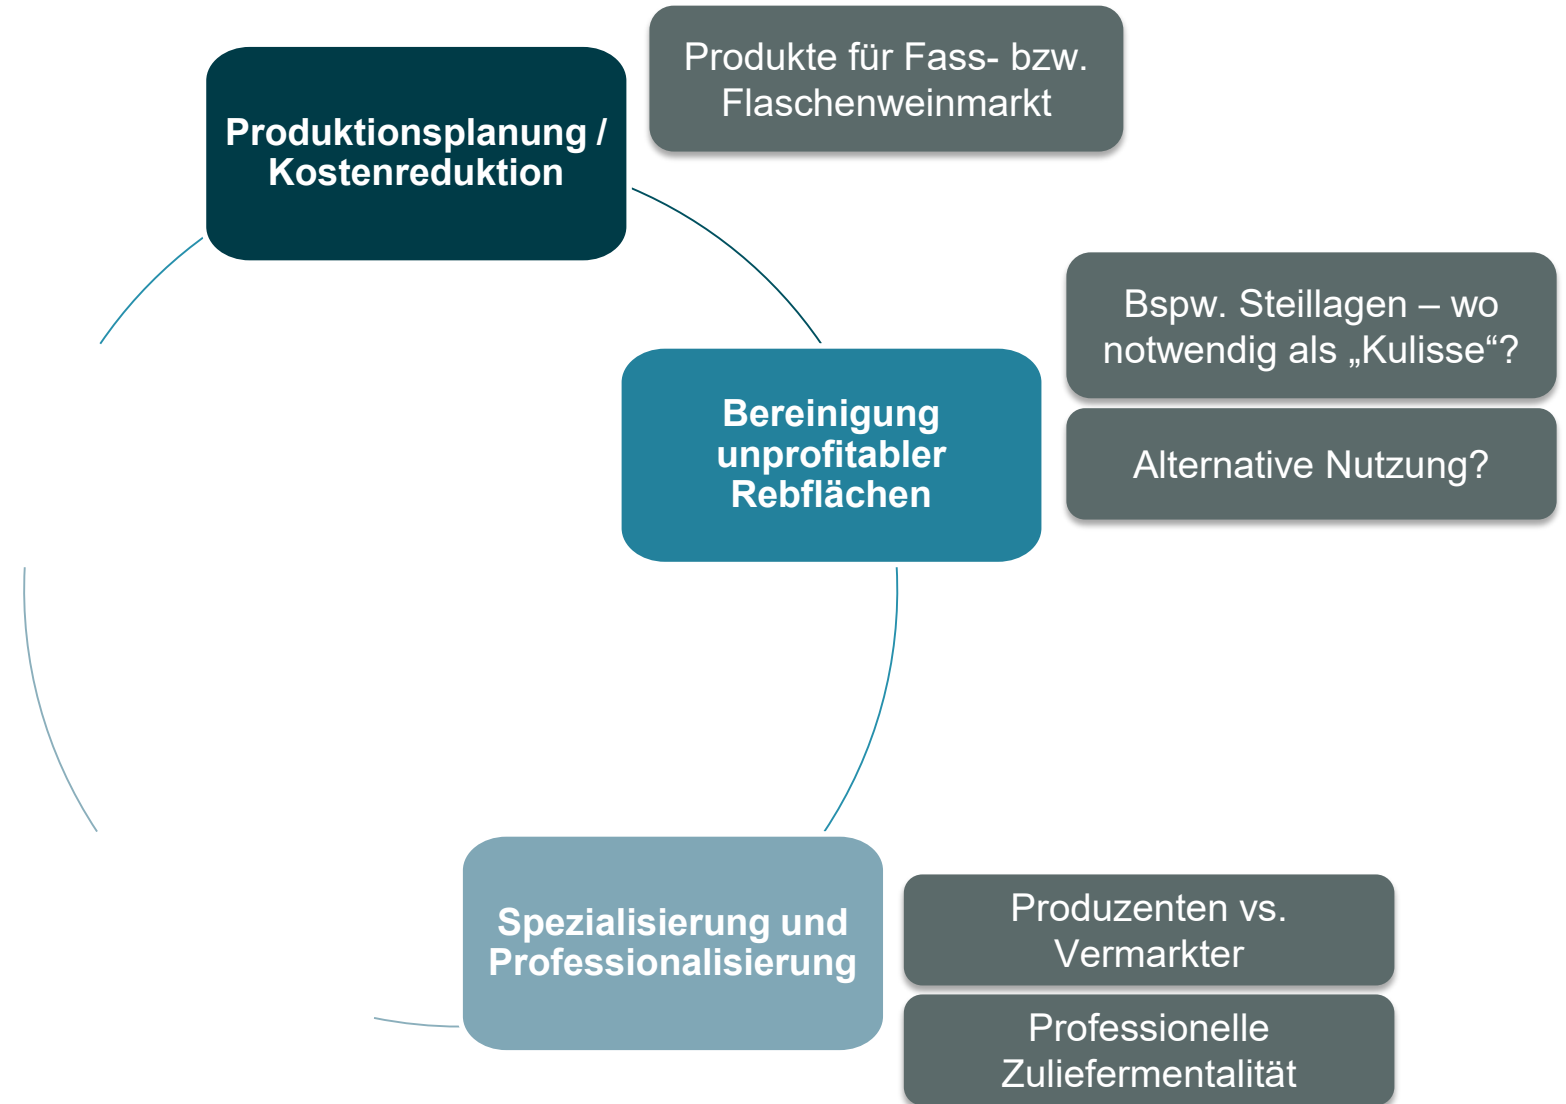 Produktionsplanung /
Kostenreduktion
Produkte für Fass- bzw.
Flaschenweinmarkt
Bereinigung
unprofitabler
Rebflächen
Bspw. Steillagen – wo
notwendig als „Kulisse“?
Alternative Nutzung?
Spezialisierung und
Professionalisierung
Produzenten vs.
Vermarkter
Professionelle
Zuliefermentalität